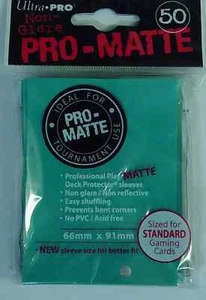 Ultra•PRO
Non-Glare
PRO-MATTE
50
IDEAL FOR
PRO-MATTE
TOURNAMENT USE
MATTE
• Professional Play
Deck Protector® sleeves
• Non glare / Non reflective
• Easy shuffling
• Prevents bent corners
• No PVC / Acid free
66mm x 91mm
• NEW sleeve size for better fit
Sized for
STANDARD
Gaming
Cards